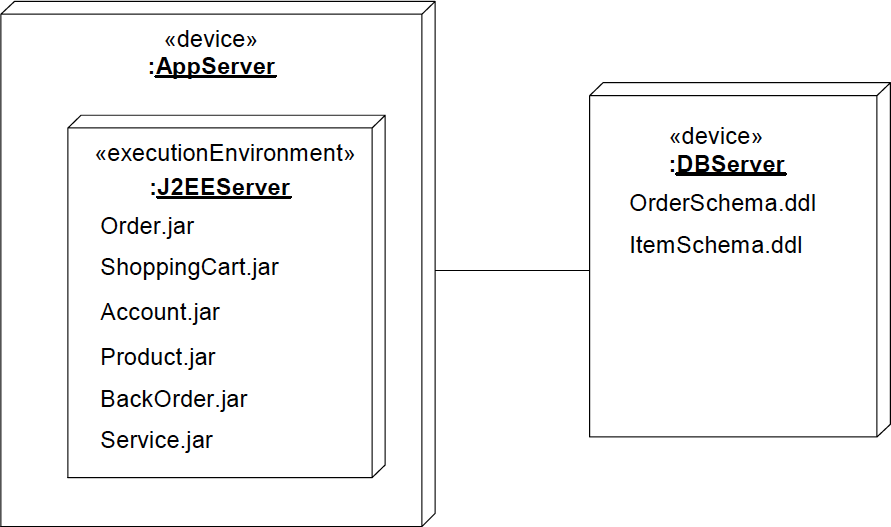 «device»
:AppServer
«executionEnvironment»
:J2EEServer
Order.jar
ShoppingCart.jar
Account.jar
Product.jar
BackOrder.jar
Service.jar
«device»
:DBServer
OrderSchema.ddl
ItemSchema.ddl